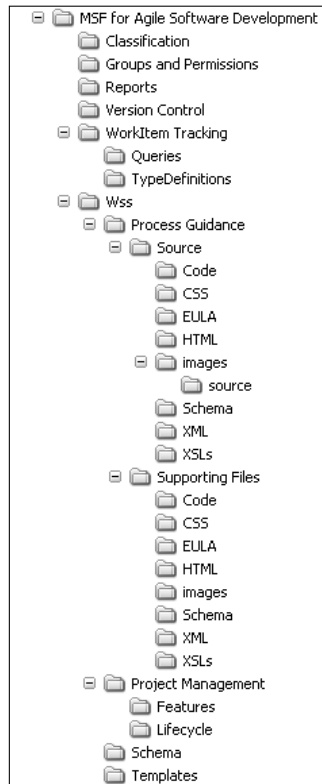 MSF for Agile Software Development
Classification
Groups and Permissions
Reports
Version Control
WorkItem Tracking
Queries
TypeDefinitions
Wss
Process Guidance
Source
Code
CSS
EULA
HTML
images
source
Schema
XML
XSLs
Supporting Files
Code
CSS
EULA
HTML
images
Schema
XML
XSLs
Project Management
Features
Lifecycle
Schema
Templates